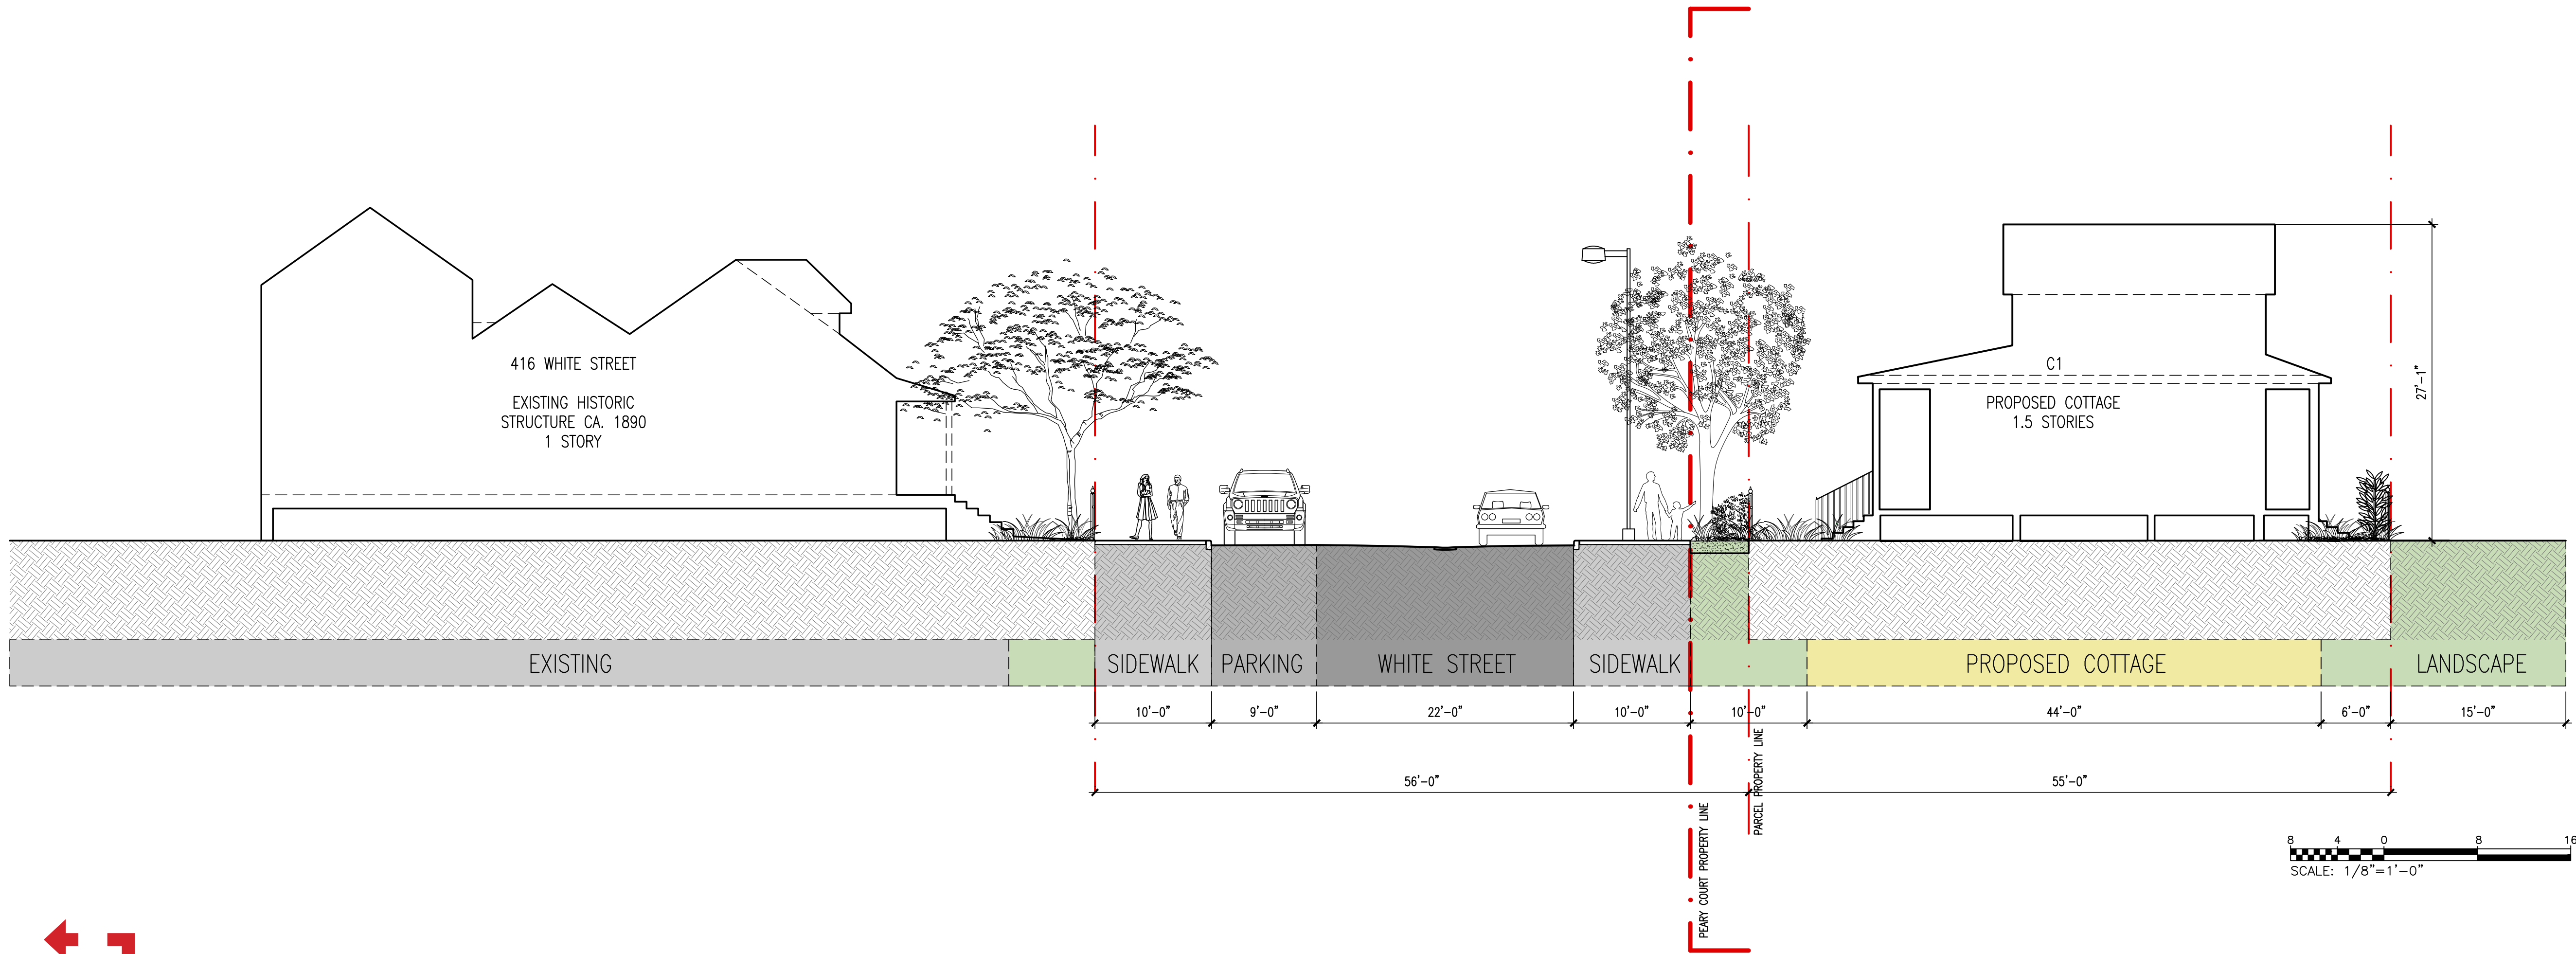 416 WHITE STREET
EXISTING HISTORIC
STRUCTURE CA. 1890
1 STORY
C1
PROPOSED COTTAGE
1.5 STORIES
27'-1"
EXISTING
SIDEWALK
PARKING
WHITE STREET
SIDEWALK
PROPOSED COTTAGE
LANDSCAPE
10'-0"
9'-0"
22'-0"
10'-0"
10'-0"
44'-0"
6'-0"
15'-0"
56'-0"
55'-0"
PARCEL PROPERTY LINE
PEARY COURT PROPERTY LINE
8 4 0 8 16
SCALE: 1/8"=1'-0"